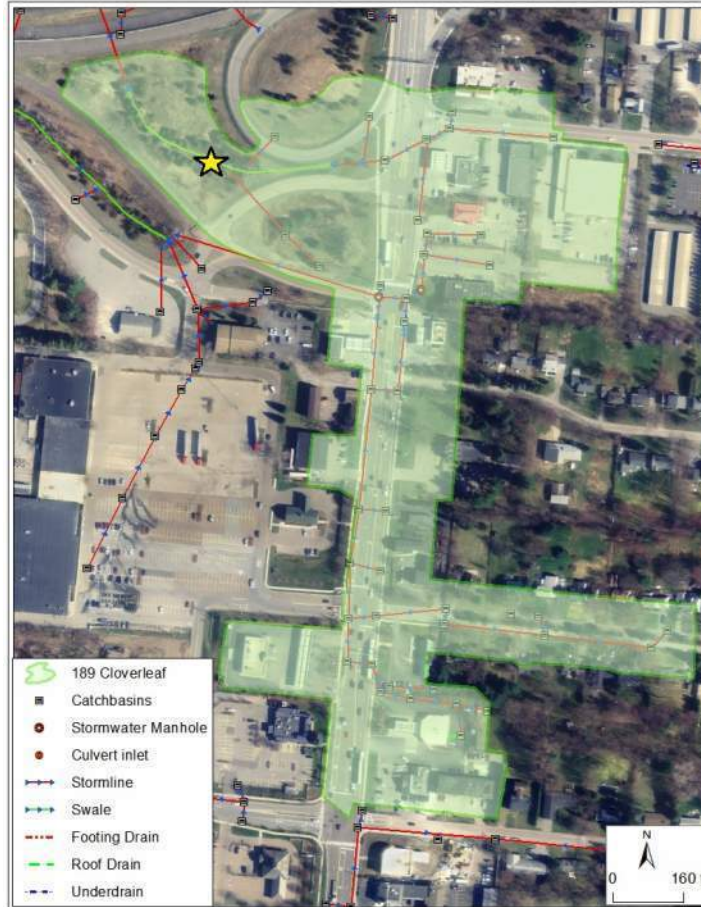 189 Cloverleaf
Catchbasins
Stormwater Manhole
Culvert inlet
Stormline
Swale
Footing Drain
Roof Drain
Underdrain
N
0 160